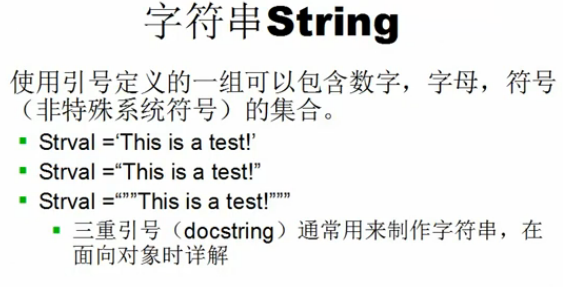 字符串String
使用引号定义的一组可以包含数字，字母，符号
（非特殊系统符号）的集合。
Strval =‘This is a test!’
Strval =“This is a test!”
Strval =“””This is a test!”””
三重引号（docstring）通常用来制作字符串，在
面向对象时详解